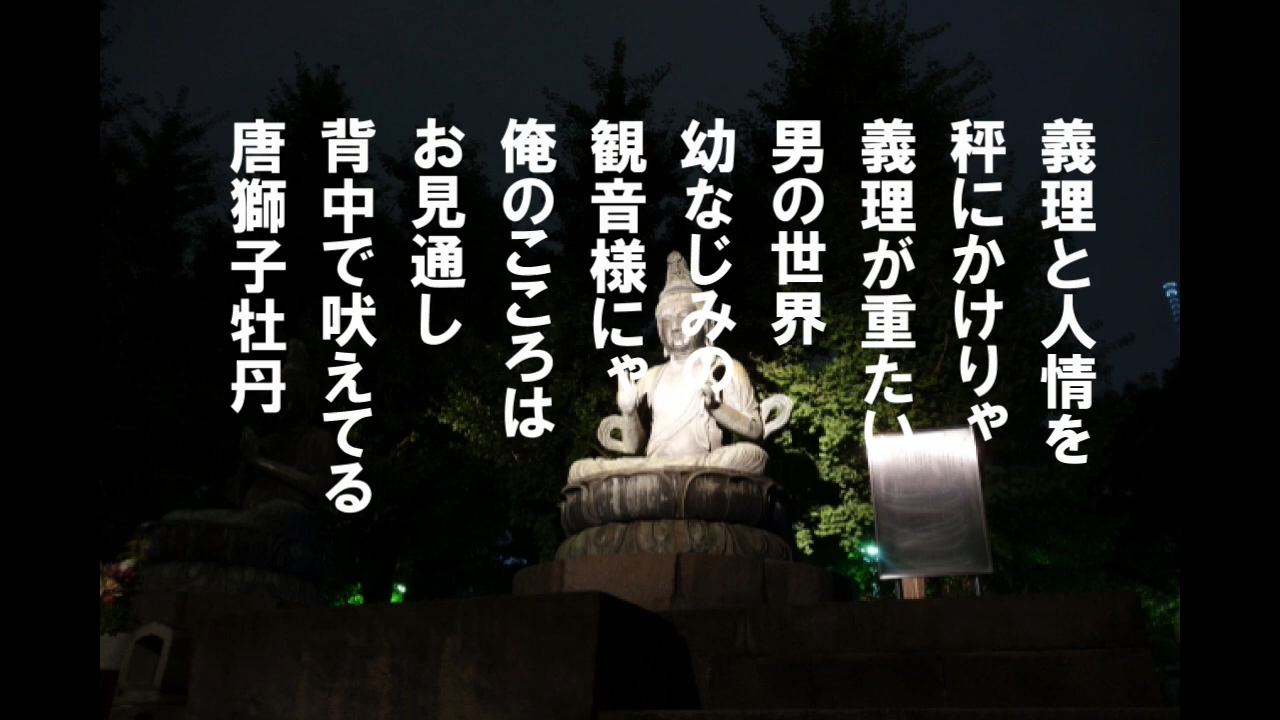 義理と人情を
秤にかけりゃ
義理が重たい
男の世界
幼なじみの
観音様にゃ
俺のこころは
お見通し
背中で吠えてる
唐獅子牡丹